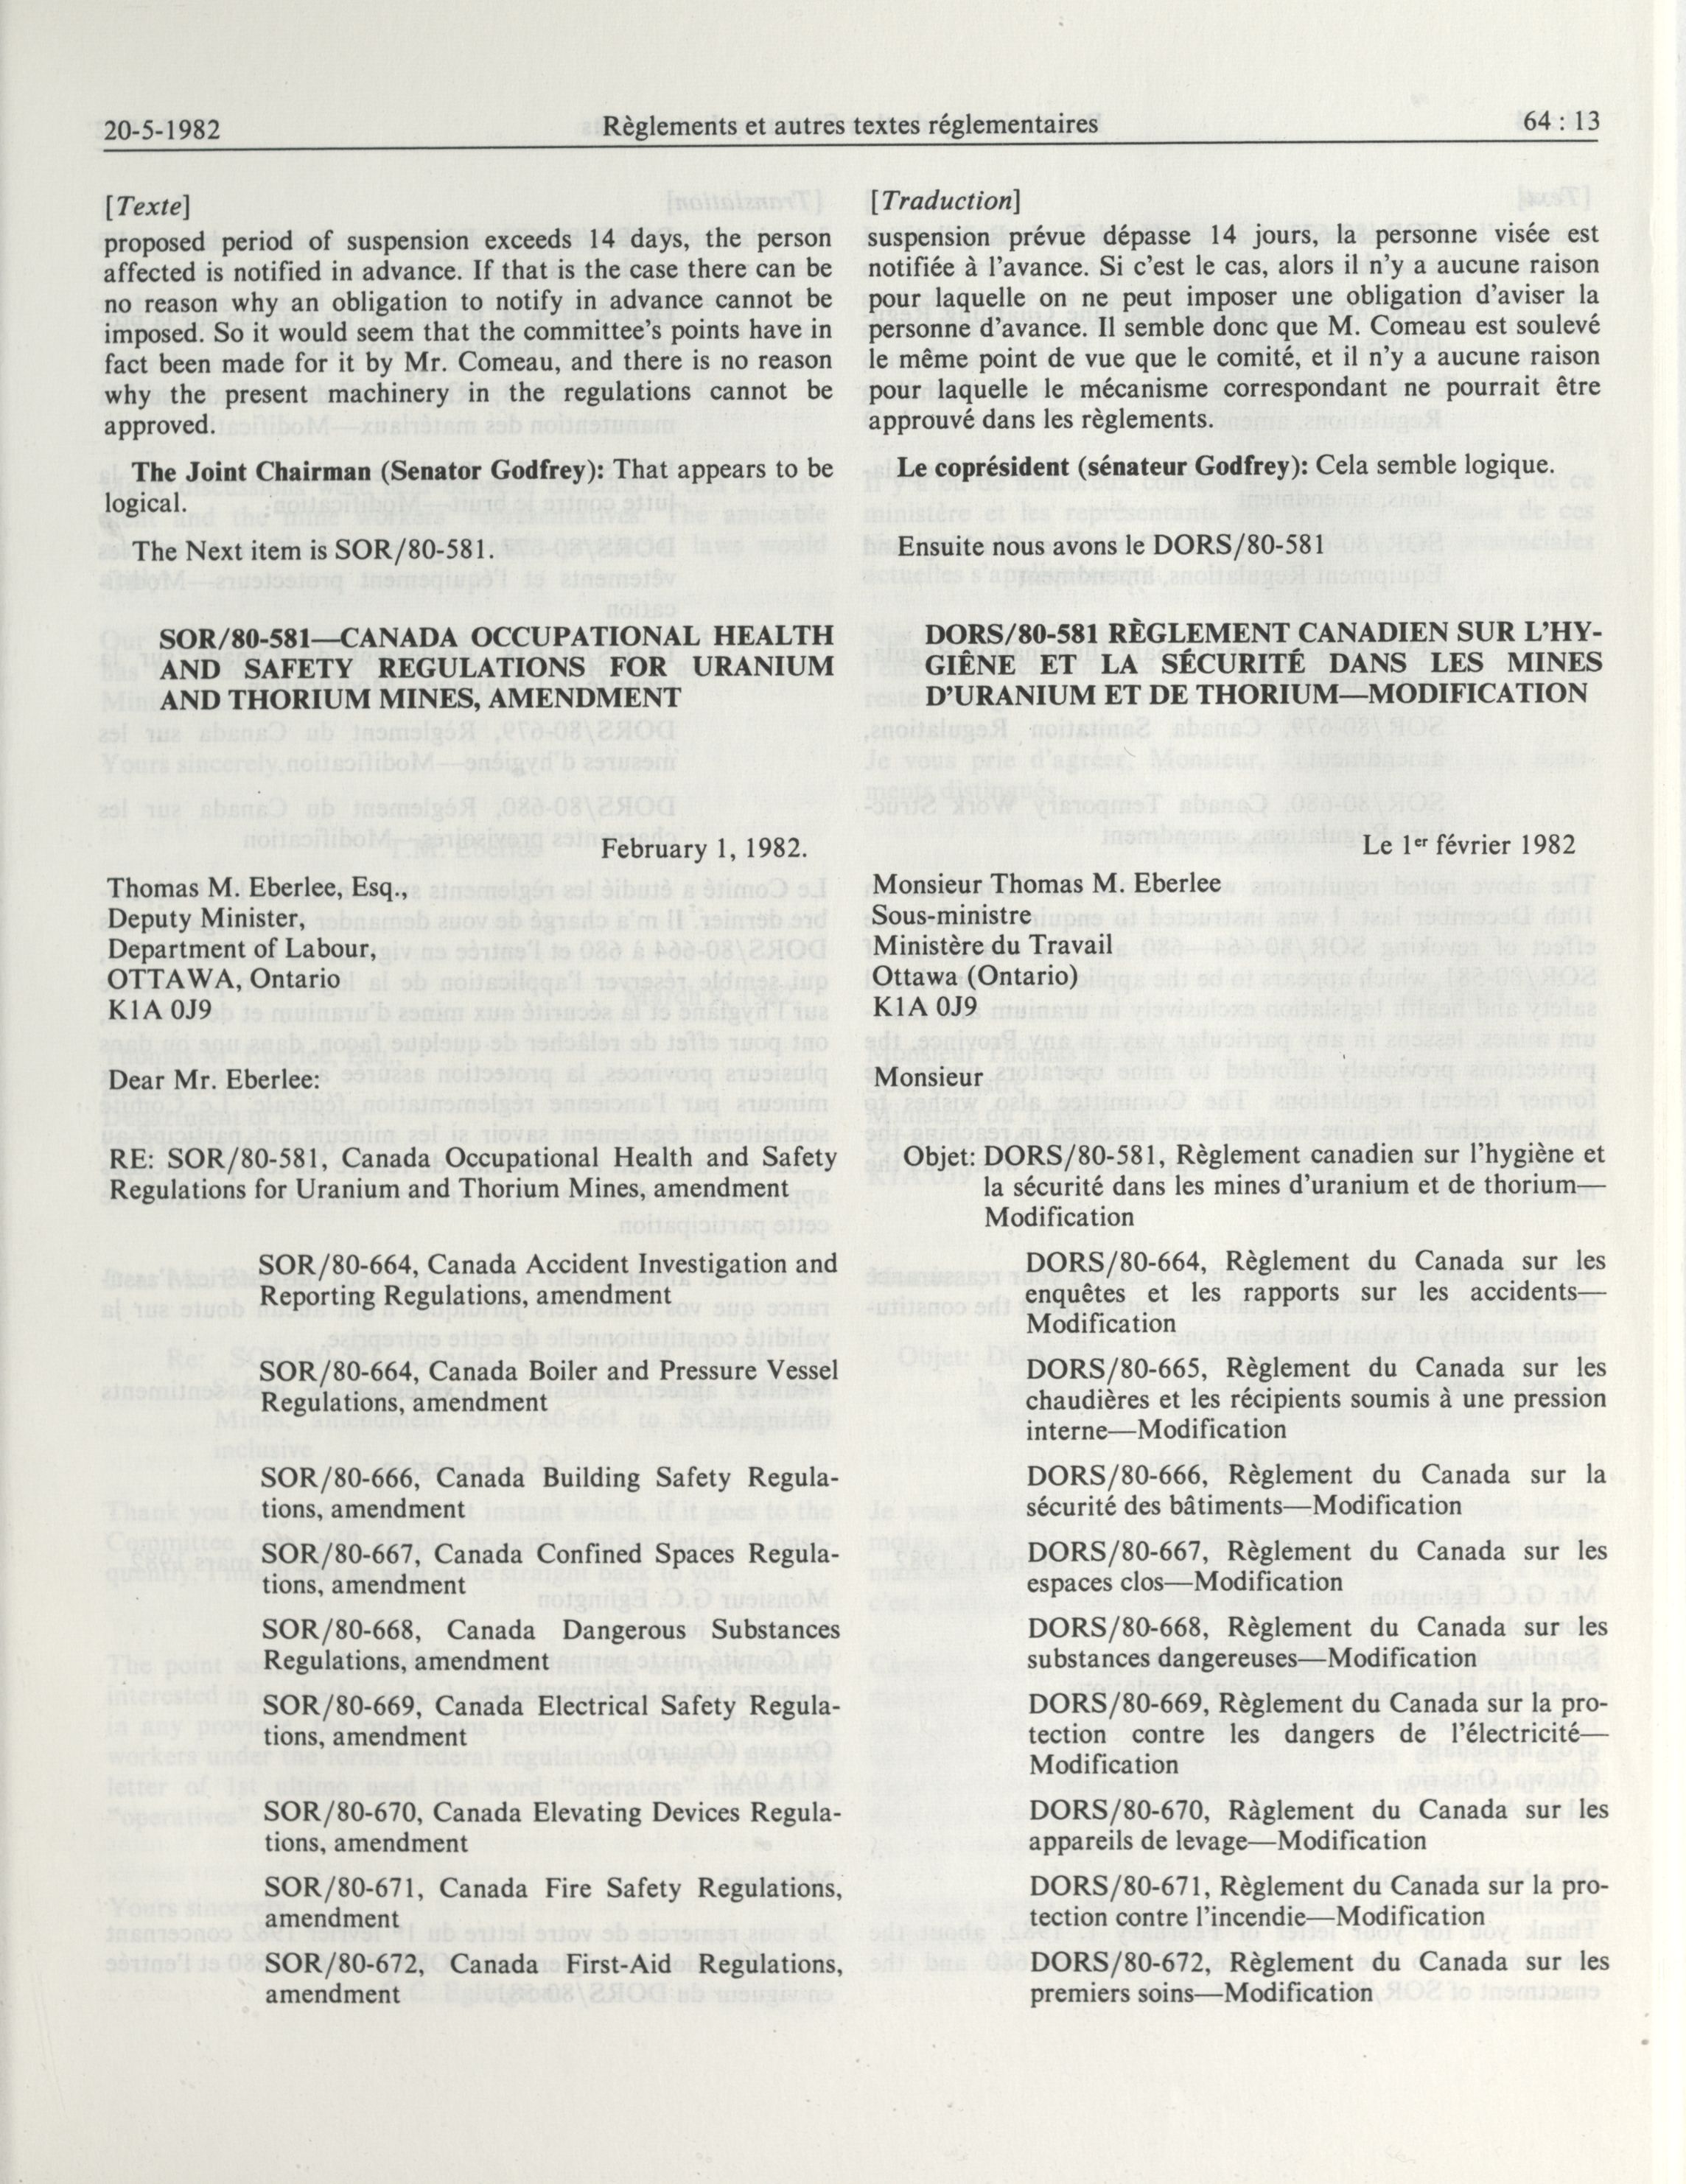 20-5-1982 Règlements et autres textes réglementaires 64 : 13
[Texte]
proposed period of suspension exceeds 14 days, the person
affected is notified in advance. If that is the case there can be
no reason why an obligation to notify in advance cannot be
imposed. So it would seem that the committee's points have in
fact been made for it by Mr. Comeau, and there is no reason
why the present machinery in the regulations cannot be
approved.
The Joint Chairman (Senator Godfrey): That appears to be
logical.
The Next item is SOR/80-581.
SOR/80-581—CANADA OCCUPATIONAL HEALTH
AND SAFETY REGULATIONS FOR URANIUM
AND THORIUM MINES, AMENDMENT
February 1, 1982.
Thomas M. Eberlee, Esq.,
Deputy Minister,
Department of Labour,
OTTAWA, Ontario
K1A 0J9
Dear Mr. Eberlee:
RE: SOR/80-581, Canada Occupational Health and Safety
Regulations for Uranium and Thorium Mines, amendment
SOR/80-664, Canada Accident Investigation and
Reporting Regulations, amendment
SOR/80-664, Canada Boiler and Pressure Vessel
Regulations, amendment
SOR/80-666, Canada Building Safety Regula-
tions, amendment
SOR/80-667, Canada Confined Spaces Regula-
tions, amendment
SOR/80-668, Canada Dangerous Substances
Regulations, amendment
SOR/80-669, Canada Electrical Safety Regula-
tions, amendment
SOR/80-670, Canada Elevating Devices Regula-
tions, amendment
SOR/80-671, Canada Fire Safety Regulations,
amendment
SOR/80-672, Canada First-Aid Regulations,
amendment
[Traduction]
suspension prévue dépasse 14 jours, la personne visée est
notifiée à l'avance. Si c'est le cas, alors il n'y a aucune raison
pour laquelle on ne peut imposer une obligation d'aviser la
personne d'avance. Il semble donc que M. Comeau est soulevé
le même point de vue que le comité, et il n'y a aucune raison
pour laquelle le mécanisme correspondant ne pourrait être
approuvé dans les règlements.
Le coprésident (sénateur Godfrey): Cela semble logique.
Ensuite nous avons le DORS/80-581
DORS/80-581 RÈGLEMENT CANADIEN SUR L'HY-
GIÊNE ET LA SÉCURITÉ DANS LES MINES
D'URANIUM ET DE THORIUM—MODIFICATION
Le 1er février 1982
Monsieur Thomas M. Eberlee
Sous-ministre
Ministère du Travail
Ottawa (Ontario)
K1A 0J9
Monsieur
Objet: DORS/80-581, Règlement canadien sur l'hygiène et
la sécurité dans les mines d'uranium et de thorium—
Modification
DORS/80-664, Règlement du Canada sur les
enquêtes et les rapports sur les accidents—
Modification
DORS/80-665, Règlement du Canada sur les
chaudières et les récipients soumis à une pression
interne—Modification
DORS/80-666, Règlement du Canada sur la
sécurité des bâtiments—Modification
DORS/80-667, Règlement du Canada sur les
espaces clos—Modification
DORS/80-668, Règlement du Canada sur les
substances dangereuses—Modification
DORS/80-669, Règlement du Canada sur la pro-
tection contre les dangers de l'électricité—
Modification
DORS/80-670, Ràglement du Canada sur les
appareils de levage—Modification
DORS/80-671, Règlement du Canada sur la pro-
tection contre l'incendie—Modification
DORS/80-672, Règlement du Canada sur les
premiers soins—Modification